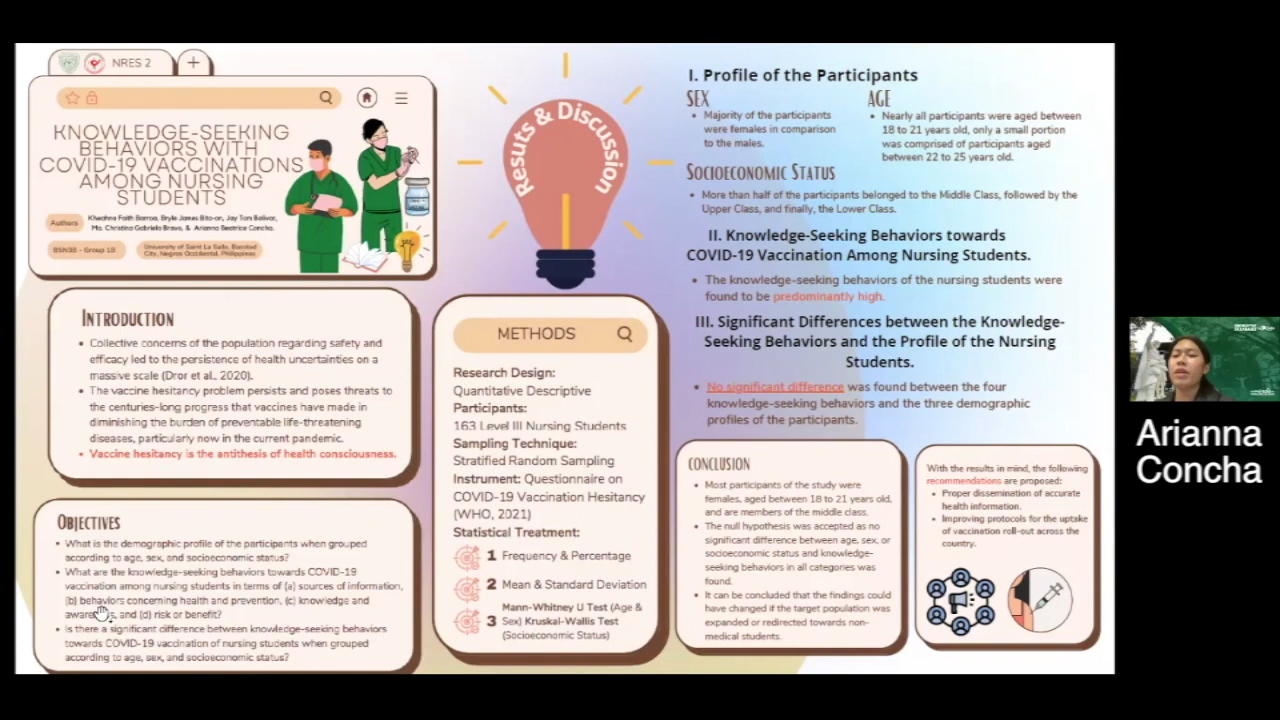 NRES 2
+
KNOWLEDGE-SEEKING
BEHAVIORS WITH
COVID-19 VACCINATIONS
AMONG NURSING
STUDENTS
Authors
Kheahna Faith Barroa, Bryle James Bito-on, Jay Tom Bolivar,
Ma. Christina Gabriela Bravo, & Arianna Beatrice Concha.
BSN3B - Group 1B
University of Saint La Salle, Bacolod
City, Negros Occidental, Philippines
INTRODUCTION
• Collective concerns of the population regarding safety and
efficacy led to the persistence of health uncertainties on a
massive scale (Dror et al., 2020).
• The vaccine hesitancy problem persists and poses threats to
the centuries-long progress that vaccines have made in
diminishing the burden of preventable life-threatening
diseases, particularly now in the current pandemic.
• Vaccine hesitancy is the antithesis of health consciousness.
OBJECTIVES
• What is the demographic profile of the participants when grouped
according to age, sex, and socioeconomic status?
• What are the knowledge-seeking behaviors towards COVID-19
vaccination among nursing students in terms of (a) sources of information,
(b) behaviors concerning health and prevention, (c) knowledge and
and (d) risk or benefit?
• Is there a significant difference between knowledge-seeking behaviors
towards COVID-19 vaccination of nursing students when grouped
according to age, sex, and socioeconomic status?
Resuts & Discussion
METHODS
Research Design:
Quantitative Descriptive
Participants:
163 Level III Nursing Students
Sampling Technique:
Stratified Random Sampling
Instrument: Questionnaire on
COVID-19 Vaccination Hesitancy
(WHO, 2021)
Statistical Treatment:
1 Frequency & Percentage
2 Mean & Standard Deviation
3 Mann-Whitney U Test (Age &
Sex) Kruskal-Wallis Test
(Socioeconomic Status)
I. Profile of the Participants
SEX
• Majority of the participants
were females in comparison
to the males.
AGE
• Nearly all participants were aged between
18 to 21 years old, only a small portion
was comprised of participants aged
between 22 to 25 years old.
SOCIOECONOMIC STATUS
• More than half of the participants belonged to the Middle Class, followed by the
Upper Class, and finally, the Lower Class.
II. Knowledge-Seeking Behaviors towards
COVID-19 Vaccination Among Nursing Students.
• The knowledge-seeking behaviors of the nursing students were
found to be predominantly high.
III. Significant Differences between the Knowledge-
Seeking Behaviors and the Profile of the Nursing
Students.
• No significant difference was found between the four
knowledge-seeking behaviors and the three demographic
profiles of the participants.
CONCLUSION
• Most participants of the study were
females, aged between 18 to 21 years old,
and are members of the middle class.
• The null hypothesis was accepted as no
significant difference between age, sex, or
socioeconomic status and knowledge-
seeking behaviors in all categories was
found.
• It can be concluded that the findings could
have changed if the target population was
expanded or redirected towards non-
medical students.
With the results in mind, the following
recommendations are proposed:
• Proper dissemination of accurate
health information.
• Improving protocols for the uptake
of vaccination roll-out across the
country.
Arianna
Concha